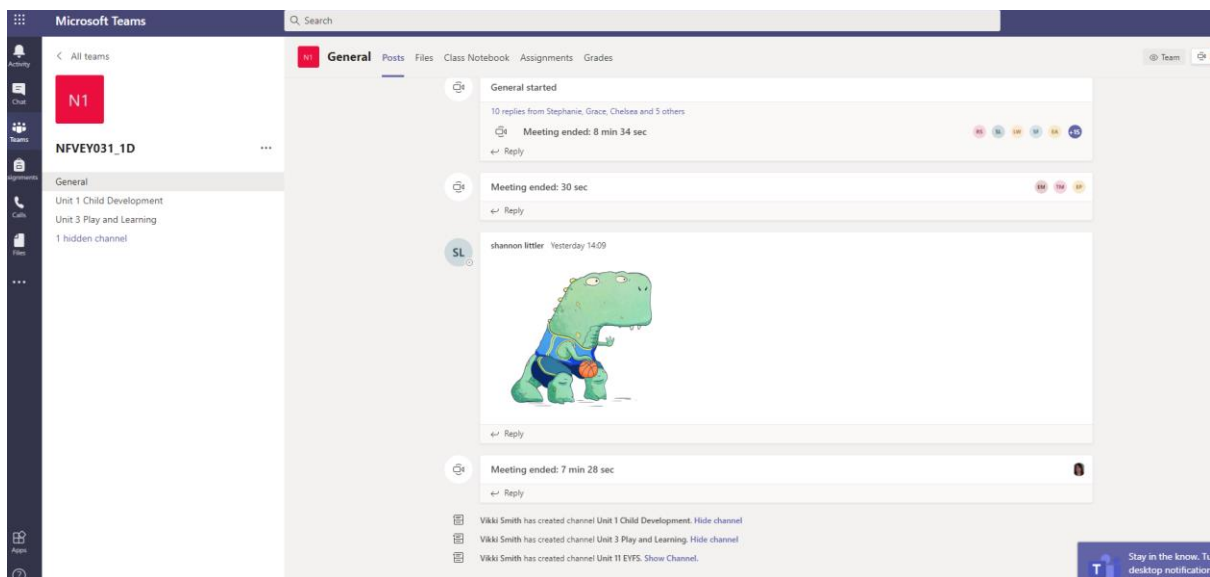 Microsoft Teams
Search
Activity
Chat
Teams
Assignments
Calls
Files
Apps
All teams
N1
NFVEY031_1D
General
Unit 1 Child Development
Unit 3 Play and Learning
1 hidden channel
N1 General Posts Files Class Notebook Assignments Grades
Team
General started
10 replies from Stephanie, Grace, Chelsea and 5 others
Meeting ended: 8 min 34 sec
SL LW SF +15
Reply
Meeting ended: 30 sec
Reply
SL
shannon littler Yesterday 14:09
Reply
Meeting ended: 7 min 28 sec
Reply
Vikki Smith has created channel Unit 1 Child Development. Hide channel
Vikki Smith has created channel Unit 3 Play and Learning. Hide channel
Vikki Smith has created channel Unit 11 EYFS. Show Channel.
T
Stay in the know. Tu
desktop notification